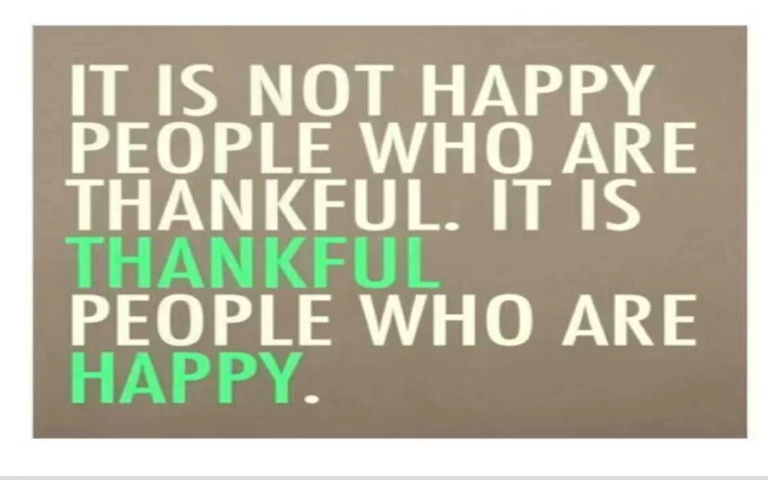 IT IS NOT HAPPY
PEOPLE WHO ARE
THANKFUL. IT IS
THANKFUL
PEOPLE WHO ARE
HAPPY.